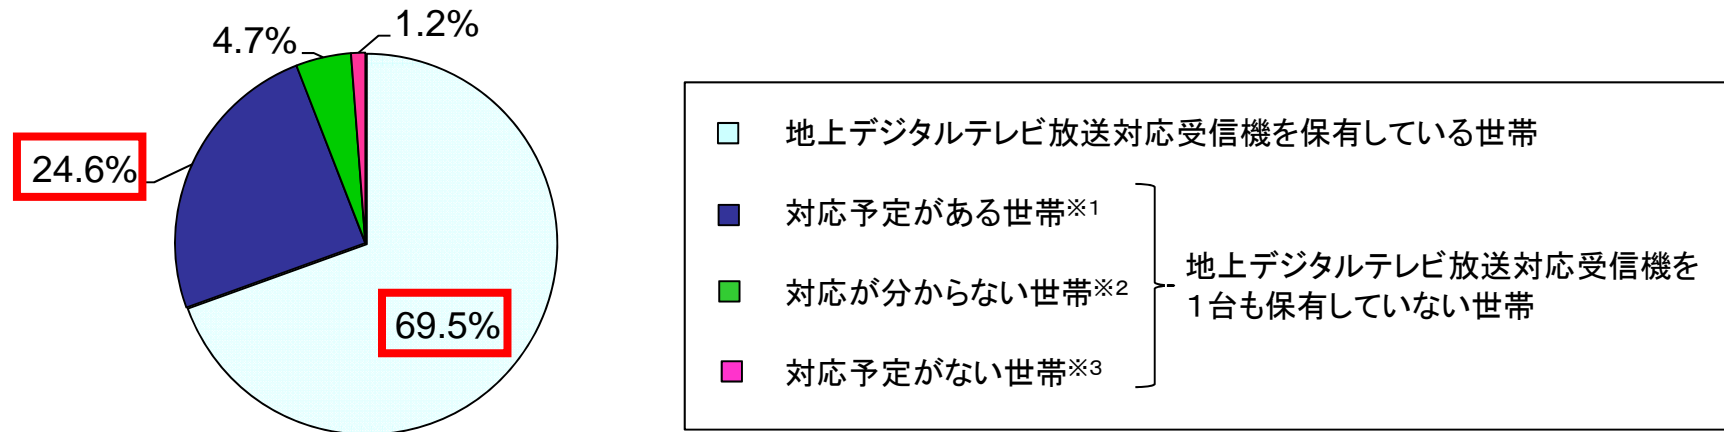 4.7%
1.2%
24.6%
69.5%
地上デジタルテレビ放送対応受信機を保有している世帯
対応予定がある世帯※1
対応が分からない世帯※2
対応予定がない世帯※3
地上デジタルテレビ放送対応受信機を
1台も保有していない世帯